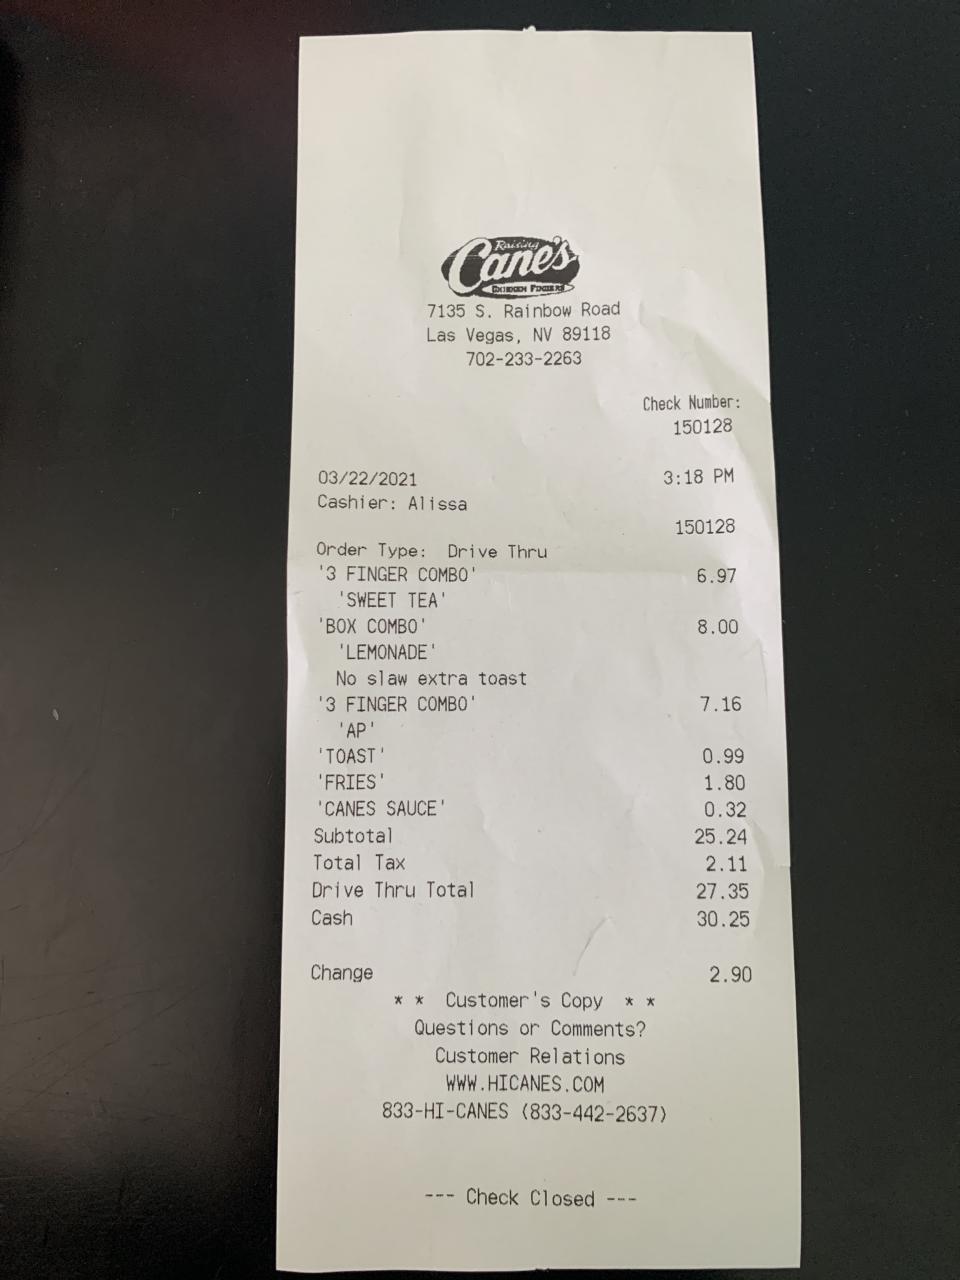 Raising
Cane's
CHICKEN FINGERS
7135 S. Rainbow Road
Las Vegas, NV 89118
702-233-2263
Check Number:
150128
03/22/2021 3:18 PM
Cashier: Alissa
150128
Order Type: Drive Thru
'3 FINGER COMBO' 6.97
'SWEET TEA'
'BOX COMBO' 8.00
'LEMONADE'
No slaw extra toast
'3 FINGER COMBO' 7.16
'AP'
'TOAST' 0.99
'FRIES' 1.80
'CANES SAUCE' 0.32
Subtotal 25.24
Total Tax 2.11
Drive Thru Total 27.35
Cash 30.25
Change 2.90
* * Customer's Copy * *
Questions or Comments?
Customer Relations
WWW.HICANES.COM
833-HI-CANES (833-442-2637)
--- Check Closed ---